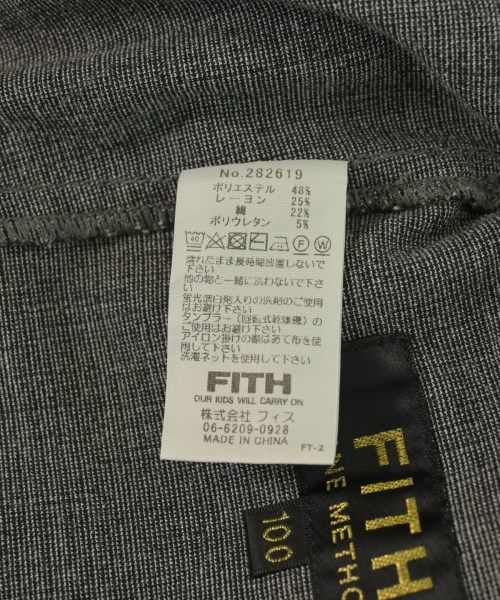 No.282619
ポリエステル 48%
レーヨン 25%
綿 22%
ポリウレタン 5%
40 F W
濡れたまま長時間放置しないで
下さい
他の物と一緒に洗わないで下さ
い
蛍光漂白剤入りの洗剤のご使用
はお避け下さい
タンブラー（回転式乾燥機）の
ご使用はお避け下さい
アイロン掛けの際はあて布を使
用して下さい
洗濯ネットを使用して下さい
FITH
OUR KIDS WILL CARRY ON
株式会社 フィス
06-6209-0928
MADE IN CHINA
FT-2
FITH
NE METHO
100